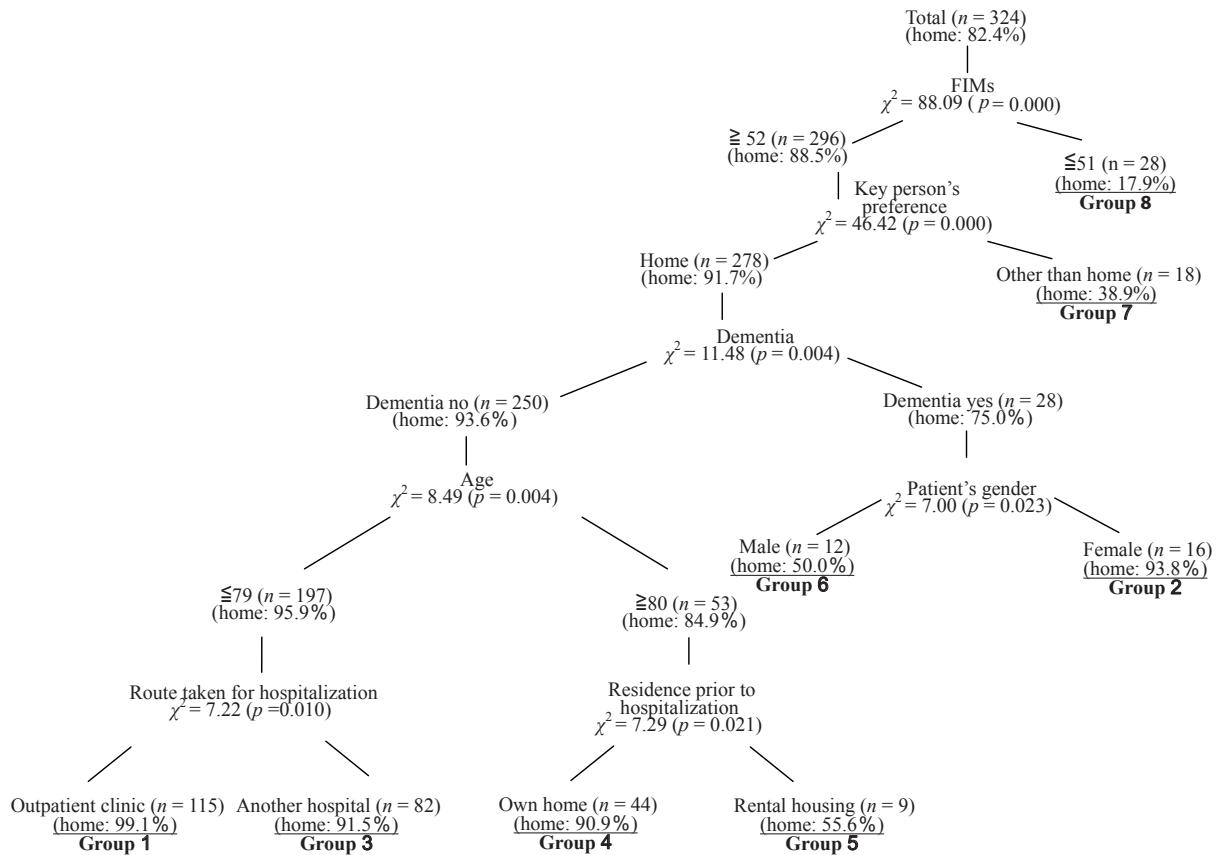 Total (n = 324)
(home: 82.4%)
FIMs
χ² = 88.09 ( p = 0.000)
≧ 52 (n = 296)
(home: 88.5%)
≦51 (n = 28)
(home: 17.9%)
Group 8
Key person's
preference
χ² = 46.42 (p = 0.000)
Home (n = 278)
(home: 91.7%)
Other than home (n = 18)
(home: 38.9%)
Group 7
Dementia
χ² = 11.48 (p = 0.004)
Dementia no (n = 250)
(home: 93.6%)
Dementia yes (n = 28)
(home: 75.0%)
Age
χ² = 8.49 (p = 0.004)
Patient's gender
χ² = 7.00 (p = 0.023)
Male (n = 12)
(home: 50.0%)
Group 6
Female (n = 16)
(home: 93.8%)
Group 2
≦79 (n = 197)
(home: 95.9%)
≧80 (n = 53)
(home: 84.9%)
Route taken for hospitalization
χ² = 7.22 (p =0.010)
Residence prior to
hospitalization
χ² = 7.29 (p = 0.021)
Outpatient clinic (n = 115)
(home: 99.1%)
Group 1
Another hospital (n = 82)
(home: 91.5%)
Group 3
Own home (n = 44)
(home: 90.9%)
Group 4
Rental housing (n = 9)
(home: 55.6%)
Group 5